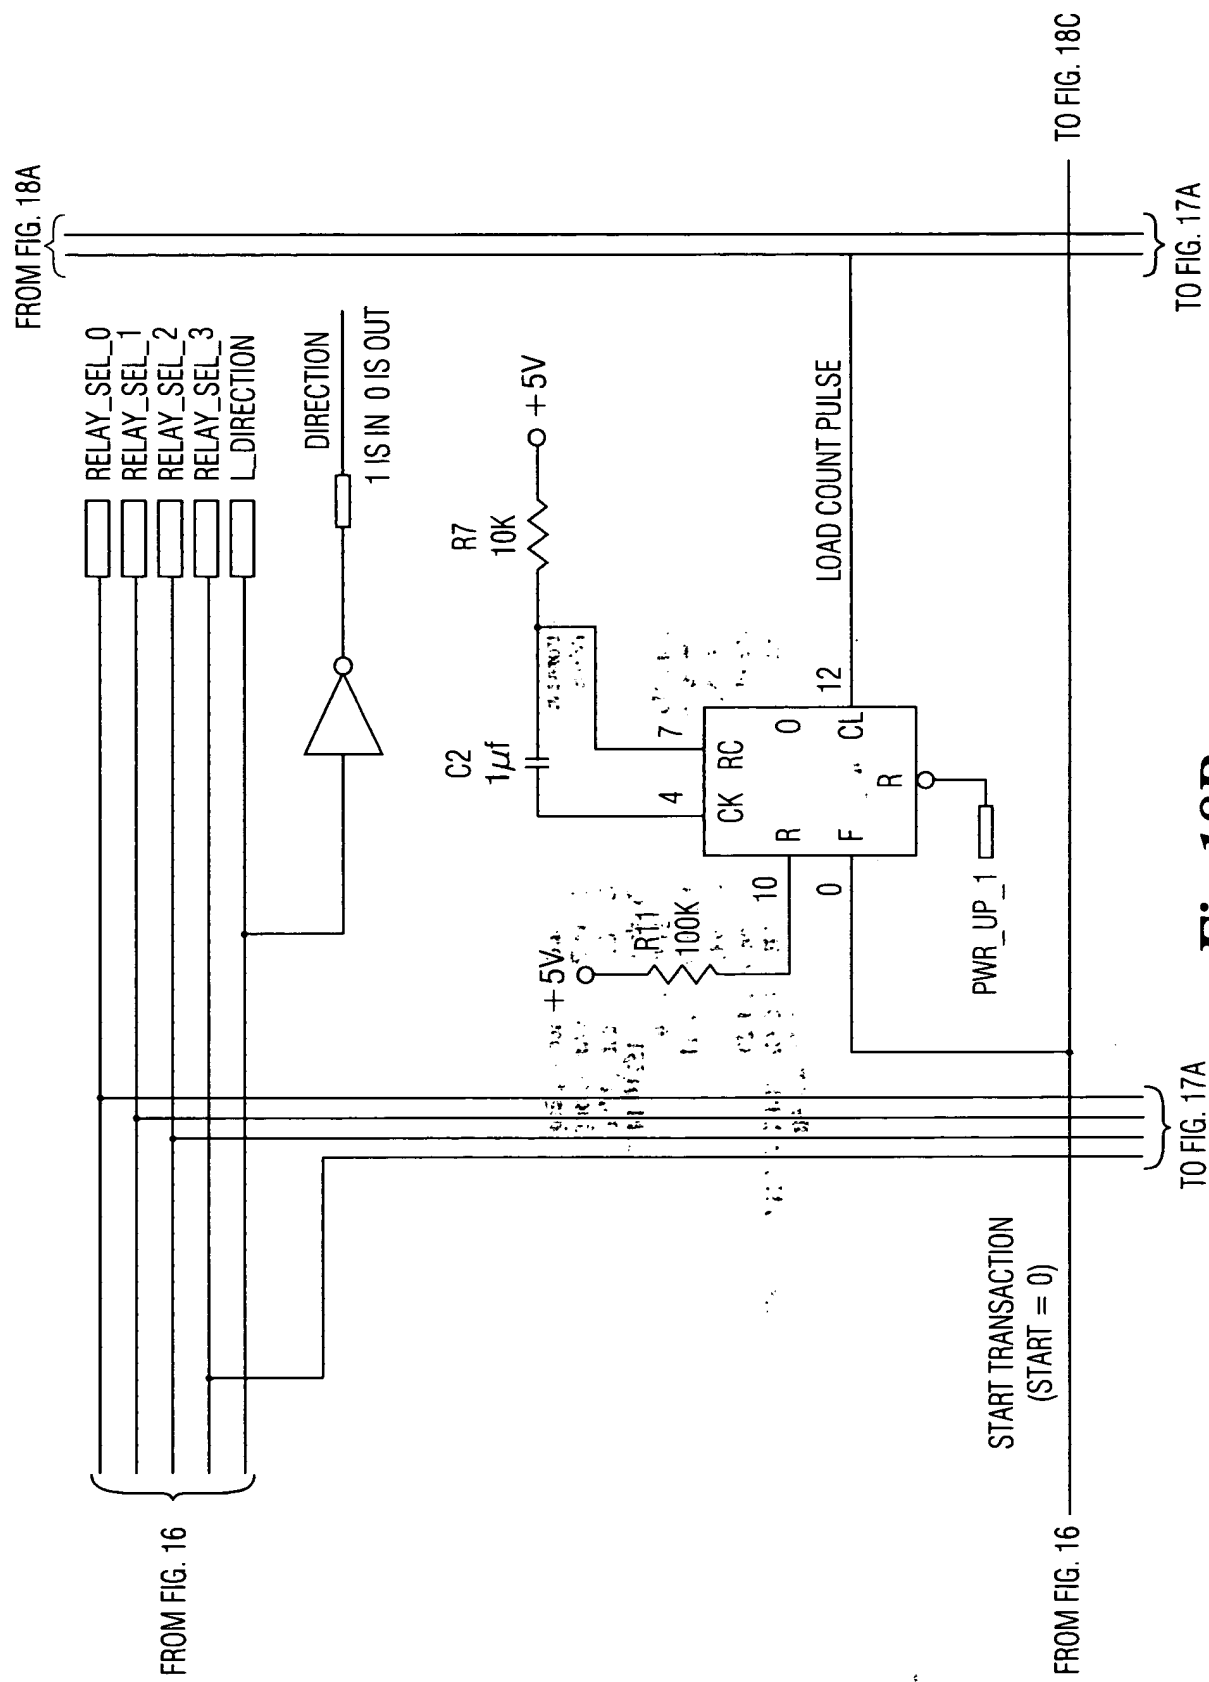 FROM FIG. 18A
RELAY_SEL_0
RELAY_SEL_1
RELAY_SEL_2
RELAY_SEL_3
L_DIRECTION
DIRECTION
1 IS IN 0 IS OUT
FROM FIG. 16
C2
1μf
R7
10K
+5V
+5V
R11
100K
10
0
4
7
12
CK
RC
R
O
F
CL
R
LOAD COUNT PULSE
PWR_UP_1
START TRANSACTION
(START = 0)
FROM FIG. 16
TO FIG. 18C
TO FIG. 17A
TO FIG. 17A